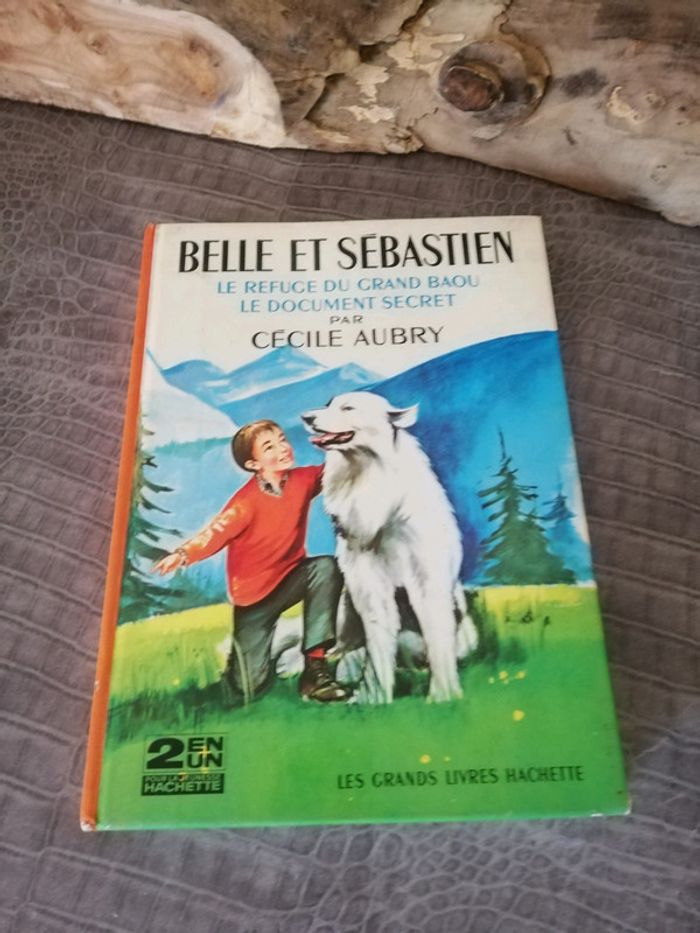 BELLE ET SÉBASTIEN
LE REFUGE DU GRAND BAOU
LE DOCUMENT SECRET
PAR
CÉCILE AUBRY
2 EN
UN
POUR LA JEUNESSE
HACHETTE
LES GRANDS LIVRES HACHETTE